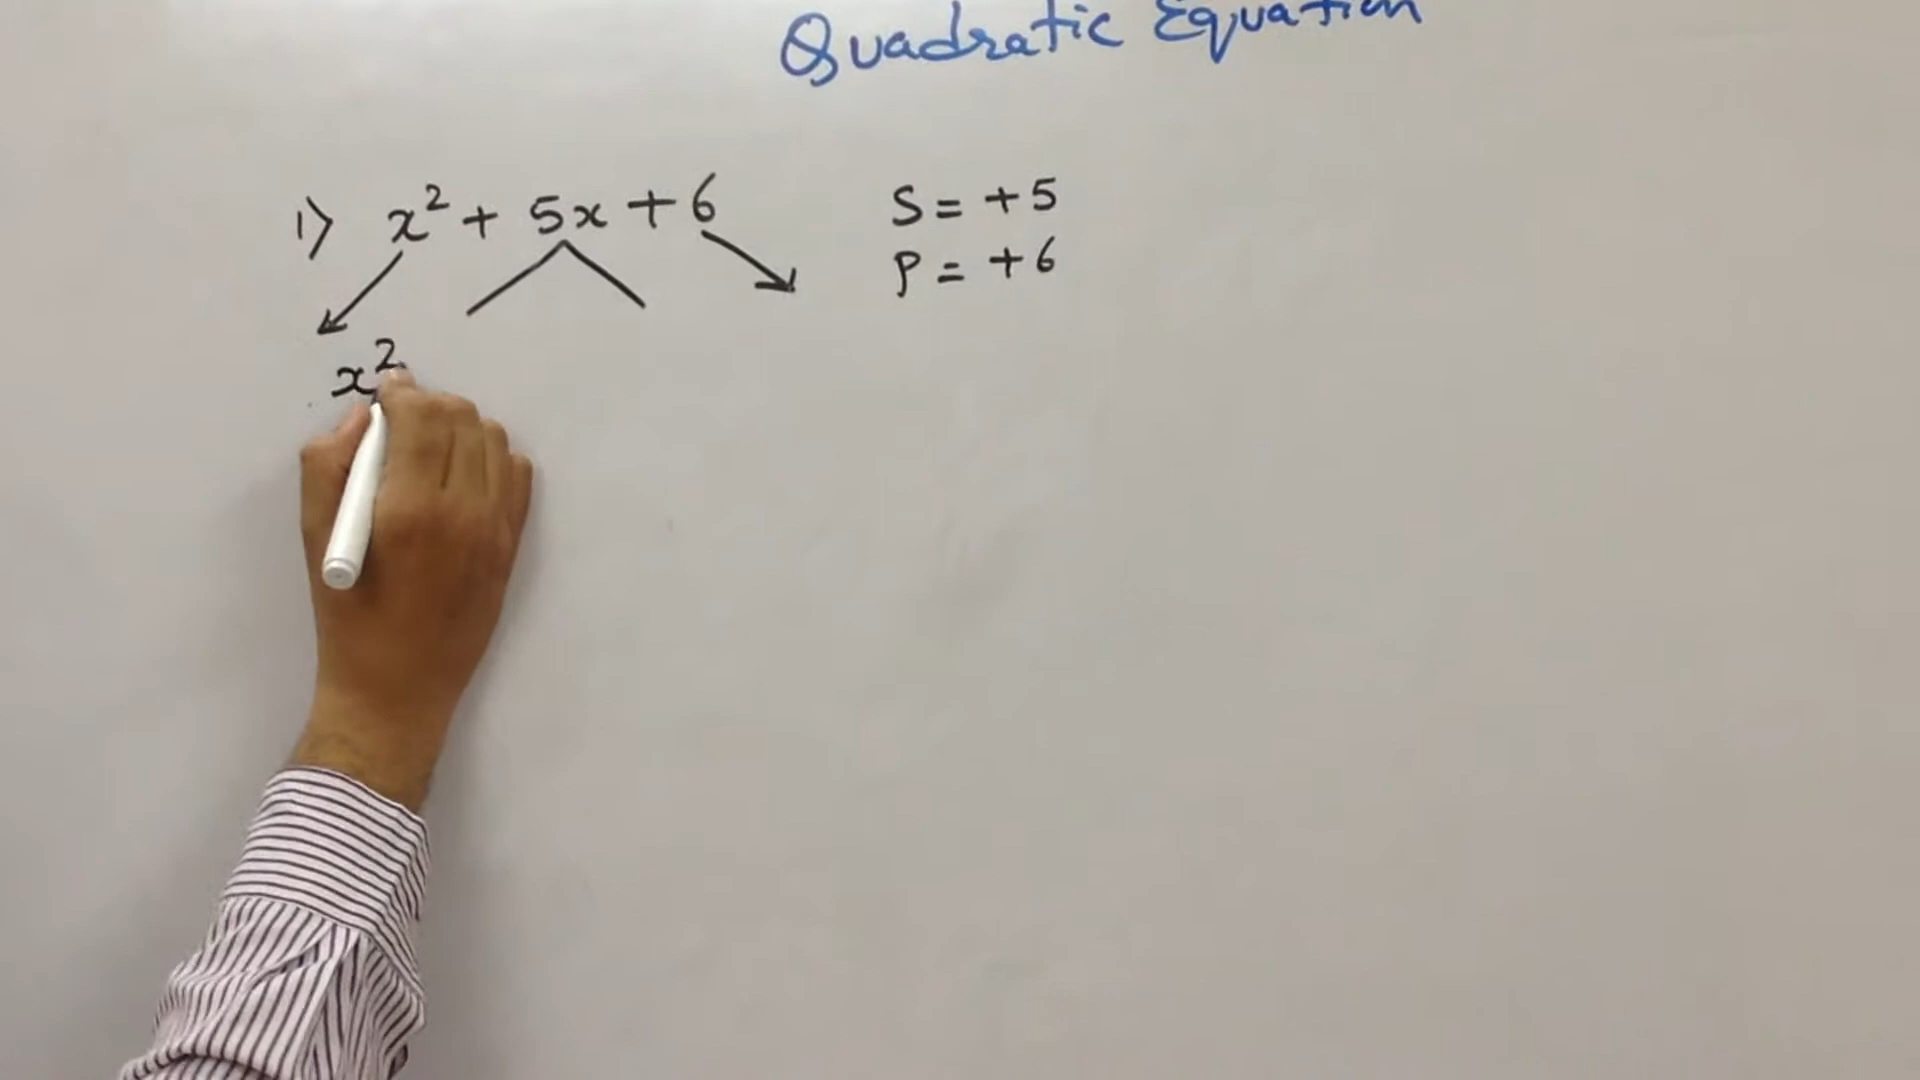 Quadratic Equation
1) x² + 5x + 6
S = +5
P = +6
x²